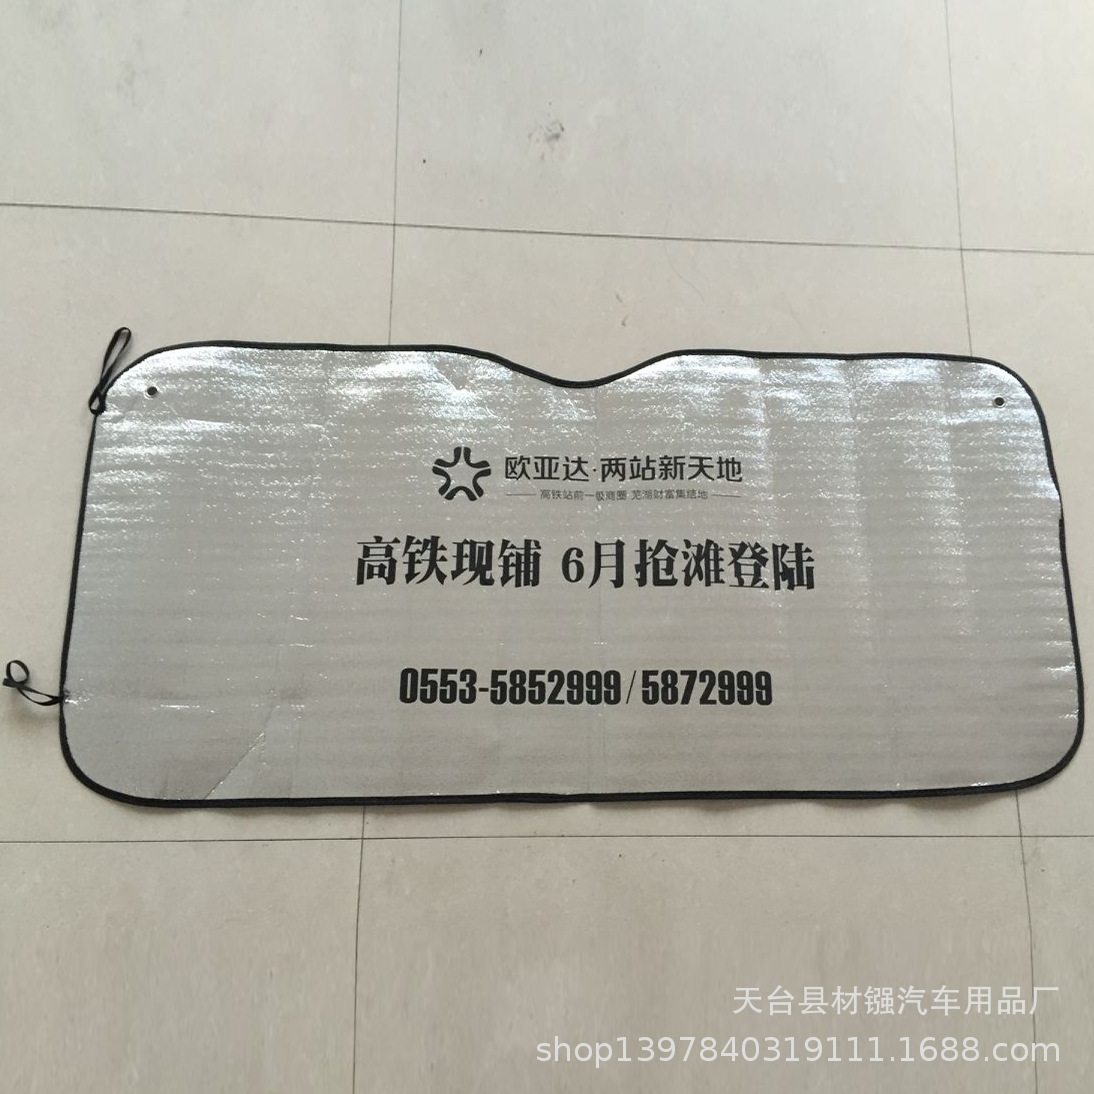 欧亚达·两站新天地
高铁站前一级商圈 芜湖财富集结地
高铁现铺 6月抢滩登陆
0553-5852999/5872999
天台县材镪汽车用品厂
shop1397840319111.1688.com